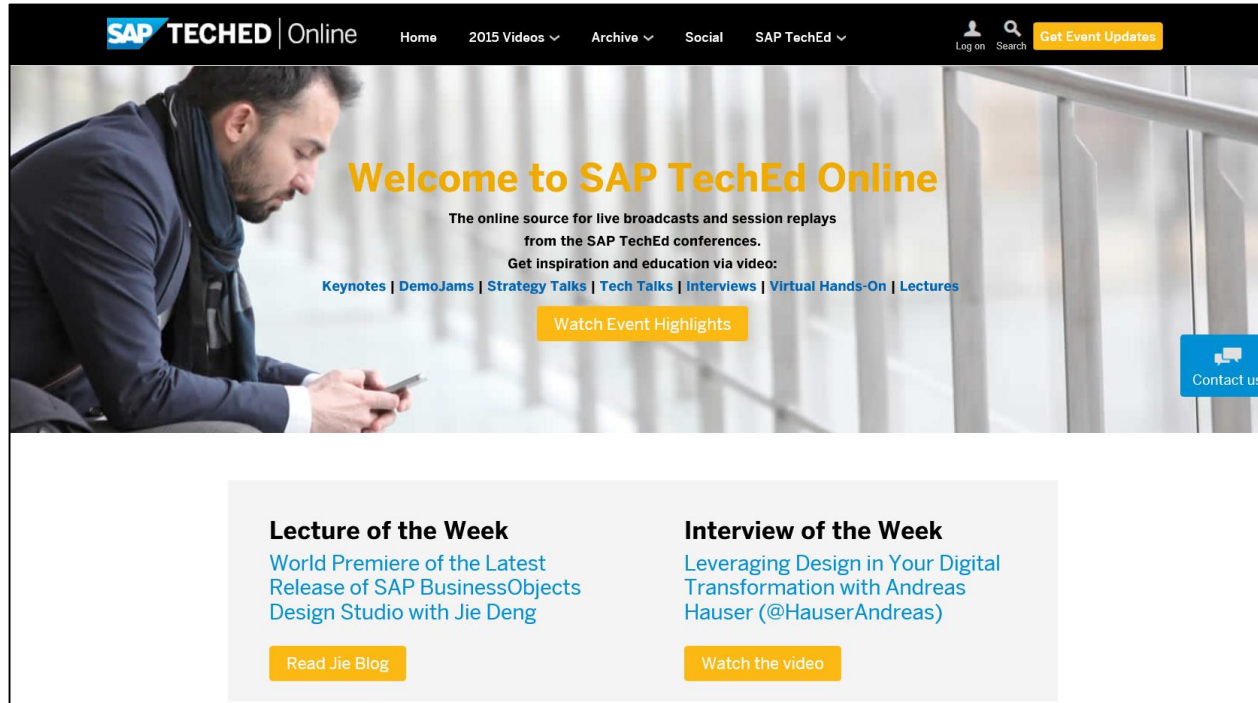 SAP TECHED | Online
Home 2015 Videos Archive Social SAP TechEd
Log on Search Get Event Updates
Welcome to SAP TechEd Online
The online source for live broadcasts and session replays
from the SAP TechEd conferences.
Get inspiration and education via video:
Keynotes | DemoJams | Strategy Talks | Tech Talks | Interviews | Virtual Hands-On | Lectures
Watch Event Highlights
Contact us
Lecture of the Week
World Premiere of the Latest
Release of SAP BusinessObjects
Design Studio with Jie Deng
Read Jie Blog
Interview of the Week
Leveraging Design in Your Digital
Transformation with Andreas
Hauser (@HauserAndreas)
Watch the video